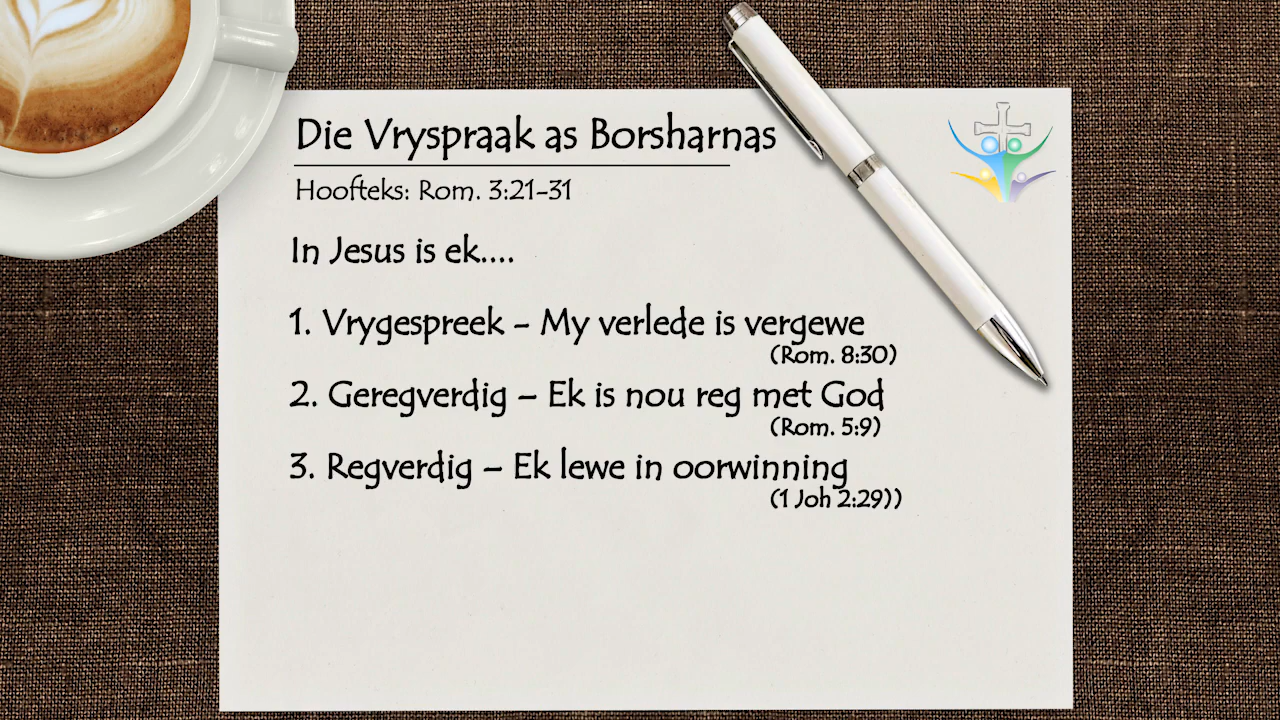 Die Vryspraak as Borsharnas
Hoofteks: Rom. 3:21-31
In Jesus is ek....
1. Vrygespreek - My verlede is vergewe
(Rom. 8:30)
2. Geregverdig – Ek is nou reg met God
(Rom. 5:9)
3. Regverdig – Ek lewe in oorwinning
(1 Joh 2:29))